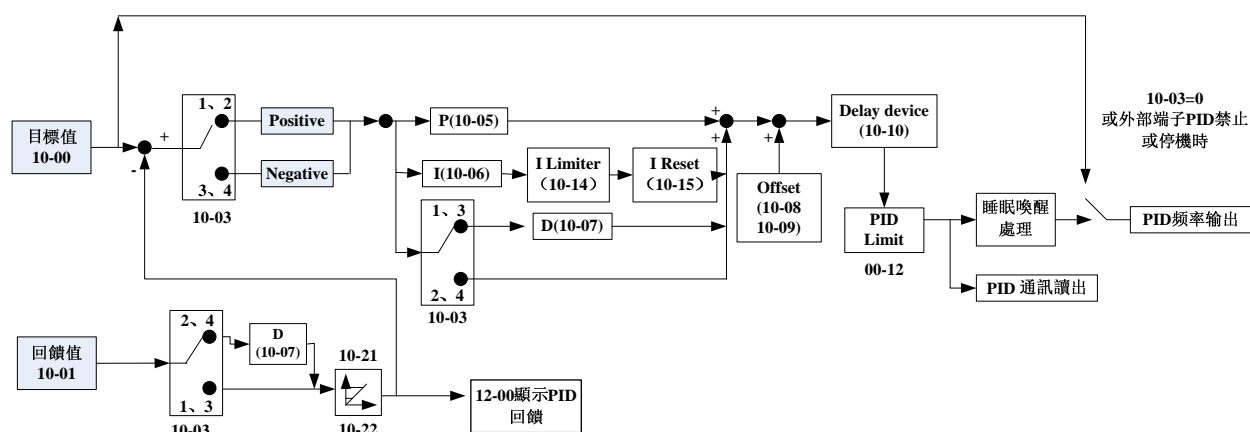 目標值
10-00
+
-
1、2
3、4
10-03
Positive
Negative
P(10-05)
I(10-06)
I Limiter
（10-14）
I Reset
（10-15）
1、3
2、4
10-03
D(10-07)
+
+
+
Offset
(10-08
10-09)
Delay device
(10-10)
PID
Limit
00-12
睡眠喚醒
處理
PID 通訊讀出
10-03=0
或外部端子PID禁止
或停機時
PID频率输出
回饋值
10-01
2、4
1、3
10-03
D
(10-07)
10-21
10-22
12-00顯示PID
回饋